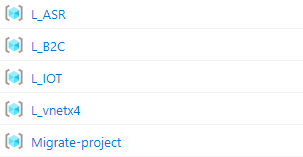 L_ASR
L_B2C
L_IOT
L_vnetx4
Migrate-project